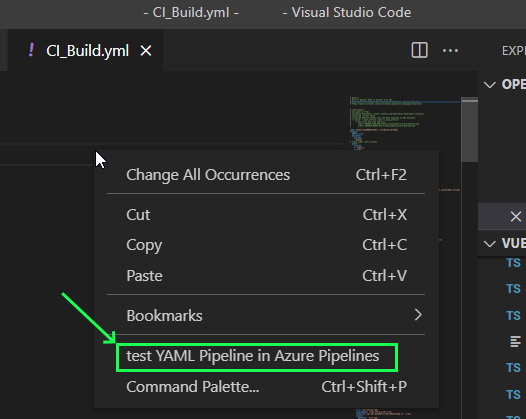 - CI_Build.yml - - Visual Studio Code
! CI_Build.yml × ··· EXP
OPE
Change All Occurrences Ctrl+F2
Cut Ctrl+X
Copy Ctrl+C
Paste Ctrl+V
Bookmarks
test YAML Pipeline in Azure Pipelines
Command Palette... Ctrl+Shift+P
VUE
TS
TS
TS
TS
TS
TS